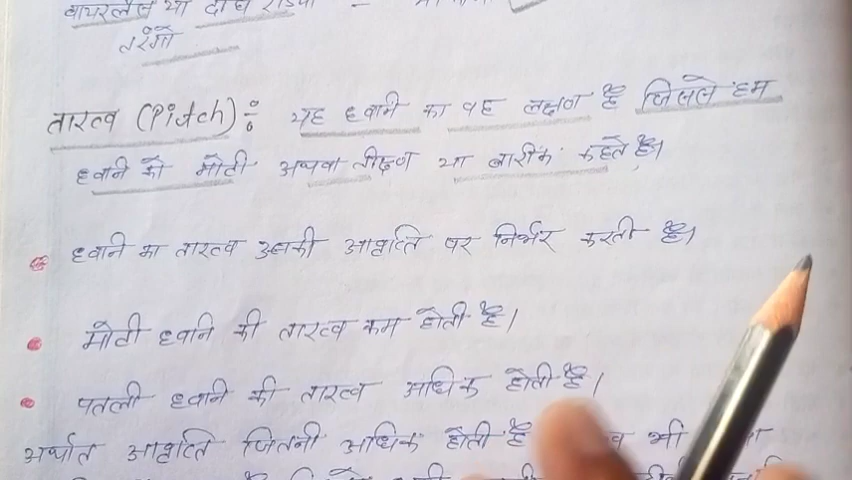 वायरलेस या दीर्घ रेडियो -
तरंगे
तारत्व (Pitch) : यह ध्वनि का वह लक्षण है जिससे हम
ध्वनि को मोटी अथवा तीक्ष्ण या बारीक कहते है।
ध्वनि का तारत्व उसकी आवृत्ति पर निर्भर करती है।
मोटी ध्वनि की तारत्व कम होती है।
पतली ध्वनि की तारत्व अधिक होती है।
अर्थात आवृत्ति जितनी अधिक होती है भी